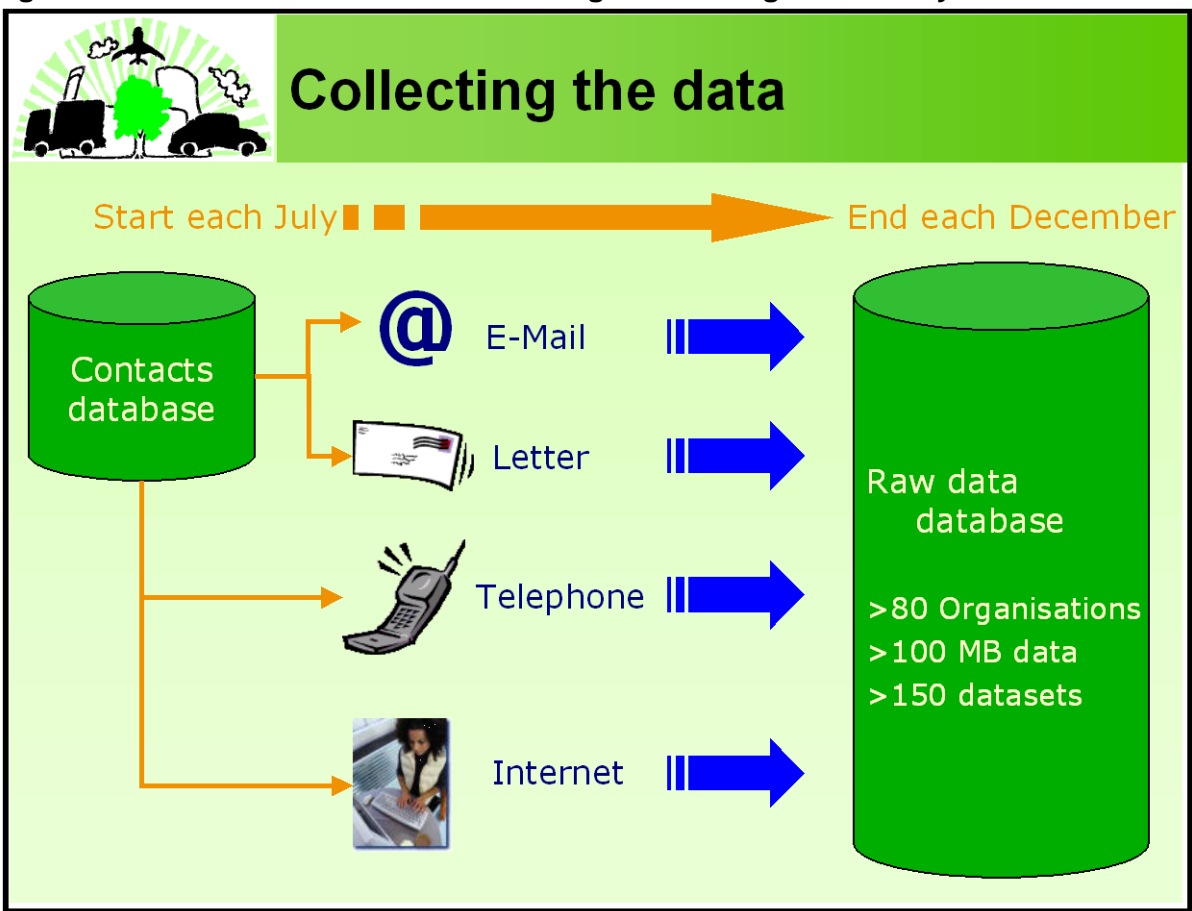 Collecting the data
Start each July
End each December
Contacts
database
@
E-Mail
Letter
Telephone
Internet
Raw data
database
>80 Organisations
>100 MB data
>150 datasets